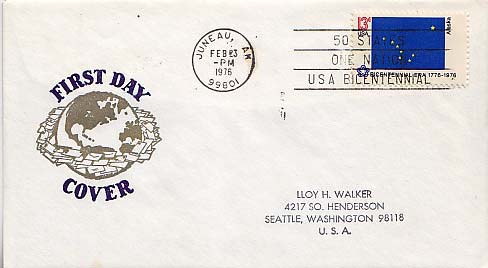 JUNEAU, AK
FEB 23
-PM
1976
99801
50 STATES
ONE NATION
USA BICENTENNIAL
13c
Alaska
BICENTENNIAL ERA 1776-1976
FIRST DAY
COVER
LLOY H. WALKER
4217 SO. HENDERSON
SEATTLE, WASHINGTON 98118
U. S. A.